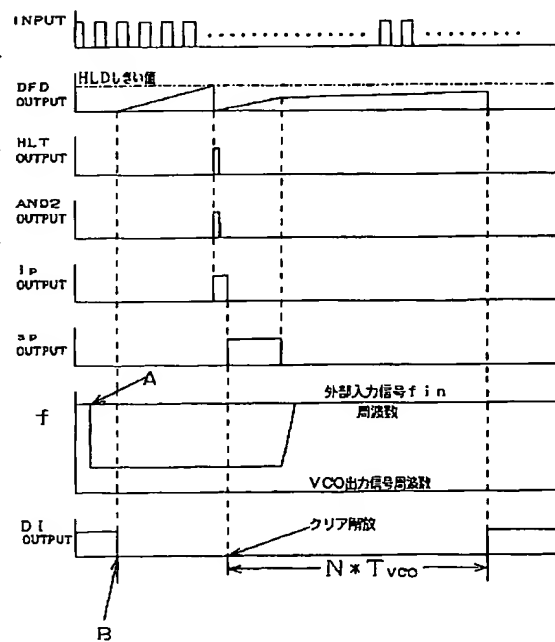 INPUT
HLDしきい値
DFD
OUTPUT
HLT
OUTPUT
AND2
OUTPUT
1p
OUTPUT
sp
OUTPUT
A
外部入力信号fin
周波数
f
VCO出力信号周波数
DI
OUTPUT
クリア解放
N*Tvco
B